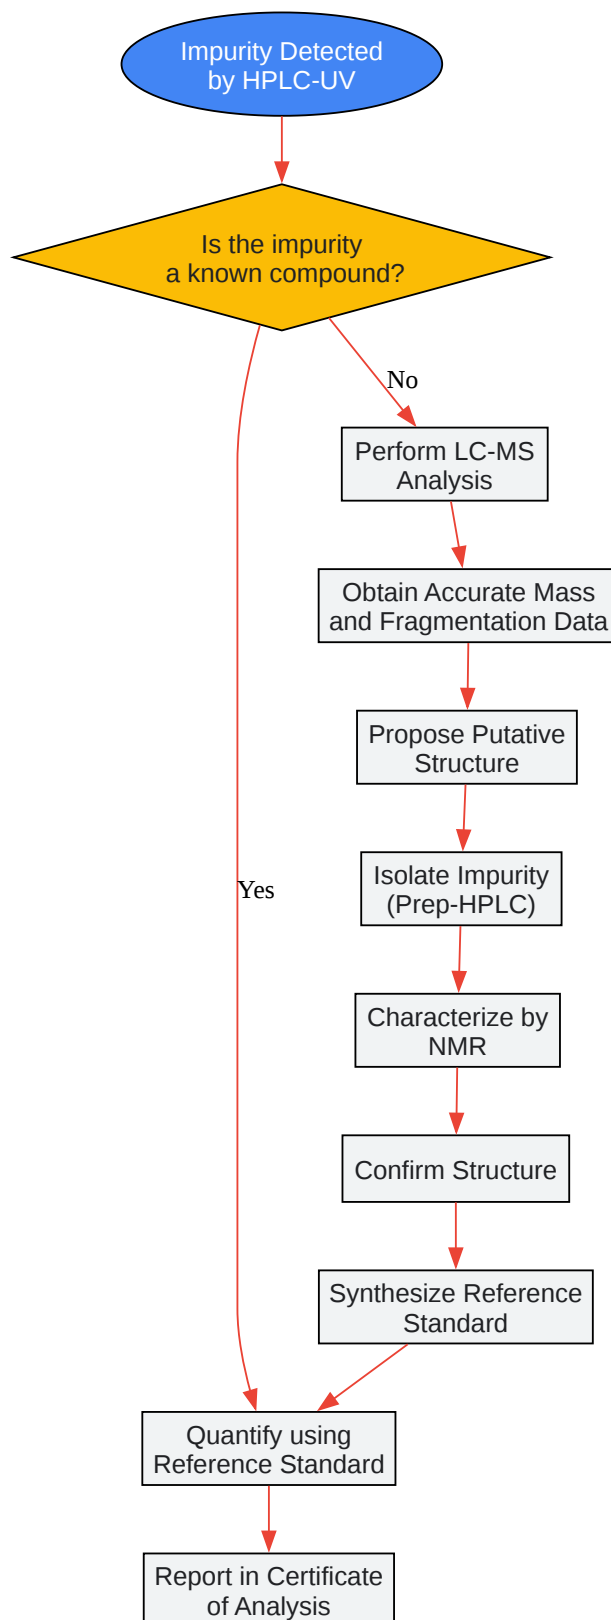 Impurity Detected
by HPLC-UV
Is the impurity
a known compound?
No
Perform LC-MS
Analysis
Obtain Accurate Mass
and Fragmentation Data
Propose Putative
Structure
Isolate Impurity
(Prep-HPLC)
Yes
Characterize by
NMR
Confirm Structure
Synthesize Reference
Standard
Quantify using
Reference Standard
Report in Certificate
of Analysis